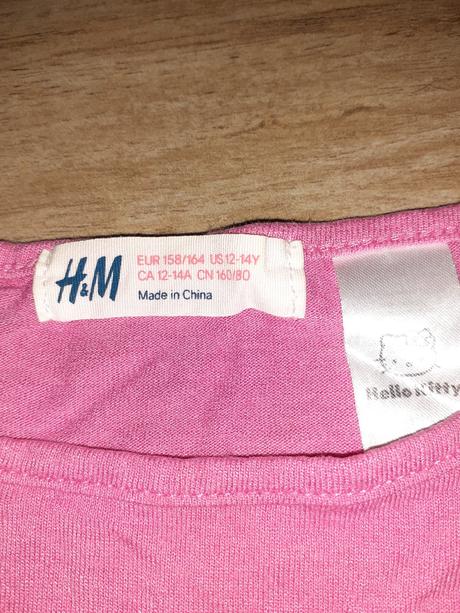 H&M
EUR 158/164 US 12-14Y
CA 12-14A CN 160/80
Made in China
Hello Kitty